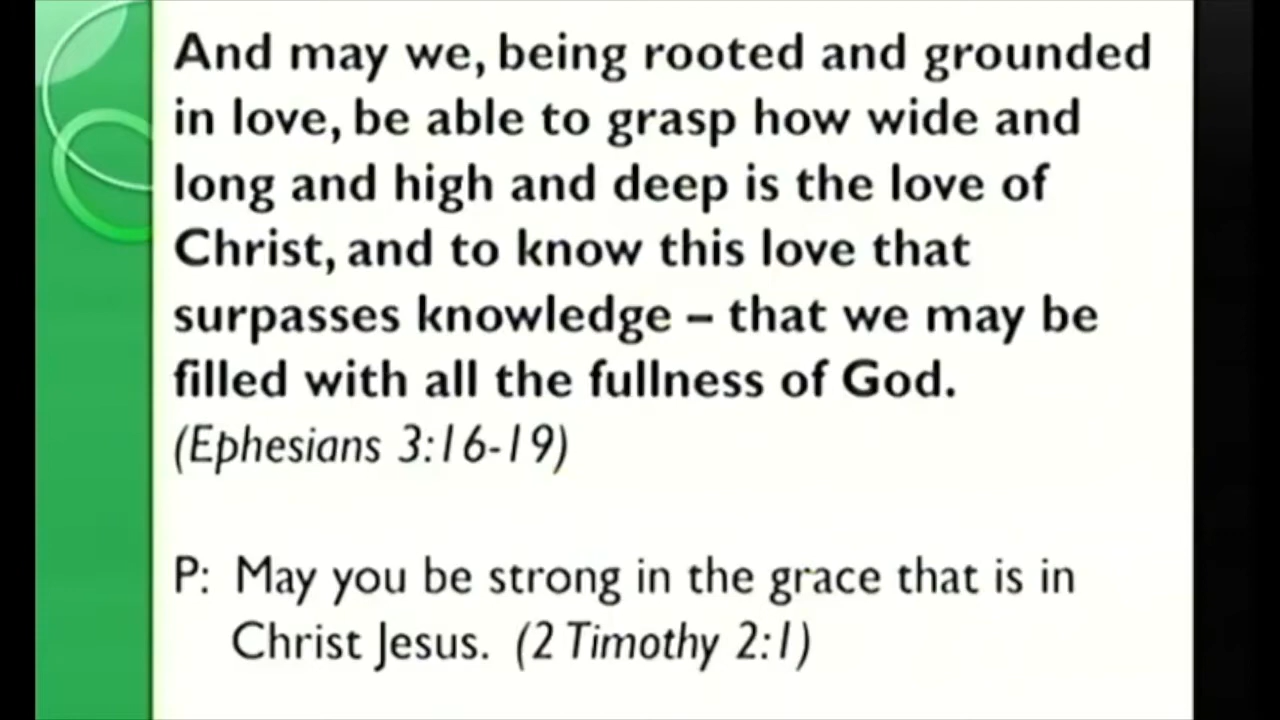 And may we, being rooted and grounded
in love, be able to grasp how wide and
long and high and deep is the love of
Christ, and to know this love that
surpasses knowledge – that we may be
filled with all the fullness of God.
(Ephesians 3:16-19)
P: May you be strong in the grace that is in
Christ Jesus. (2 Timothy 2:1)